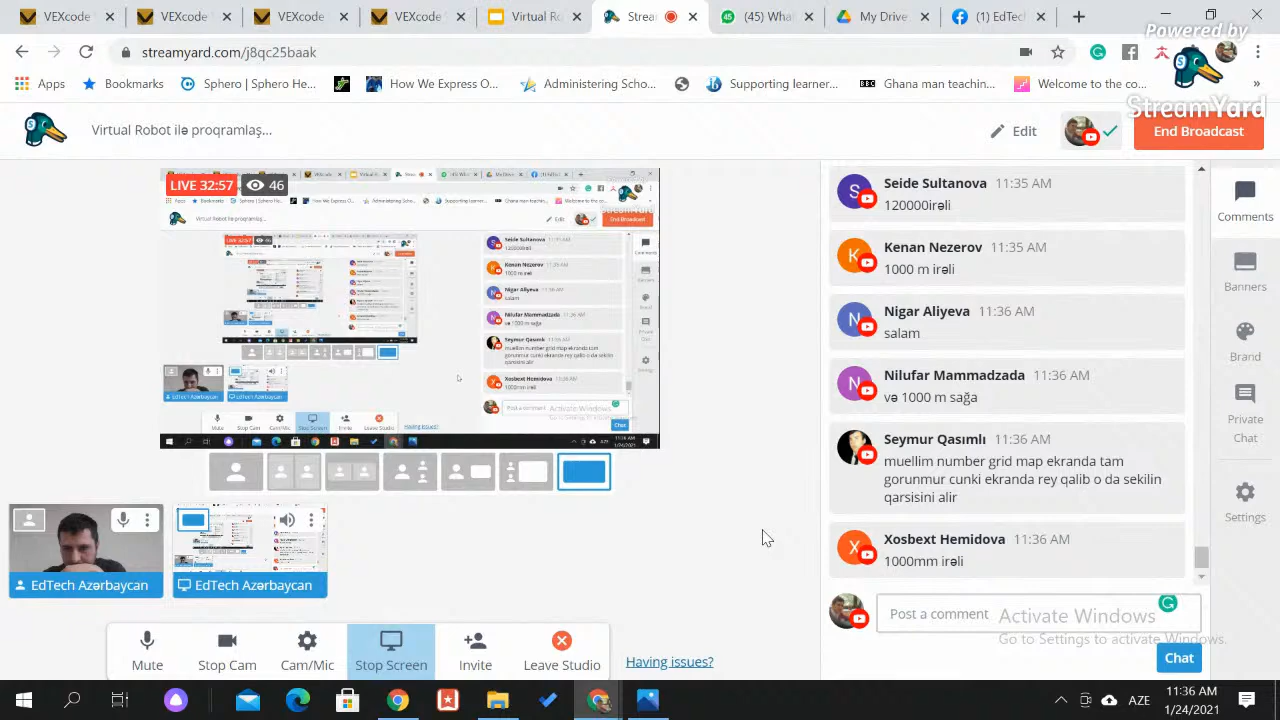 VEXcode
VEXcode
VEXcode
VEXcode
Virtual Ro
Strea
(45) What
My Drive
(1) EdTech
streamyard.com/j8qc25baak
Powered by
StreamYard
Apps
Bookmarks
Sphero | Sphero He...
How We Express O...
Administering Scho...
Supporting learner...
BBC
Ghana man teachin...
Welcome to the co...
»
Virtual Robot ilə proqramlaş...
Edit
End Broadcast
LIVE 32:57
46
Seide Sultanova 11:35 AM
120000irəli
Kenan Nezerov 11:35 AM
1000 m irəli
Nigar Aliyeva 11:36 AM
salam
Nilufar Mammadzada 11:36 AM
və 1000 m sağa
Seymur Qasımlı 11:36 AM
muellim number grid map ekranda tam
gorunmur cunki ekranda rey qalib o da sekilin
qarsisini alir
Xosbext Hemidova 11:36 AM
1000mm irəli
Post a comment
Activate Windows
Go to Settings to activate Windows.
Chat
Comments
Banners
Brand
Private
Chat
Settings
EdTech Azərbaycan
EdTech Azərbaycan
Mute
Stop Cam
Cam/Mic
Stop Screen
Invite
Leave Studio
Having issues?
AZE
11:36 AM
1/24/2021